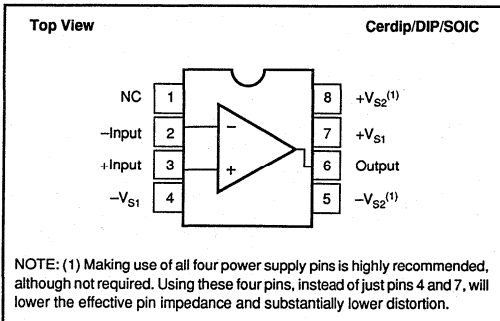 Top View Cerdip/DIP/SOIC
NC 1 8 +VS2(1)
–Input 2 – 7 +VS1
+Input 3 + 6 Output
–VS1 4 5 –VS2(1)
NOTE: (1) Making use of all four power supply pins is highly recommended,
although not required. Using these four pins, instead of just pins 4 and 7, will
lower the effective pin impedance and substantially lower distortion.